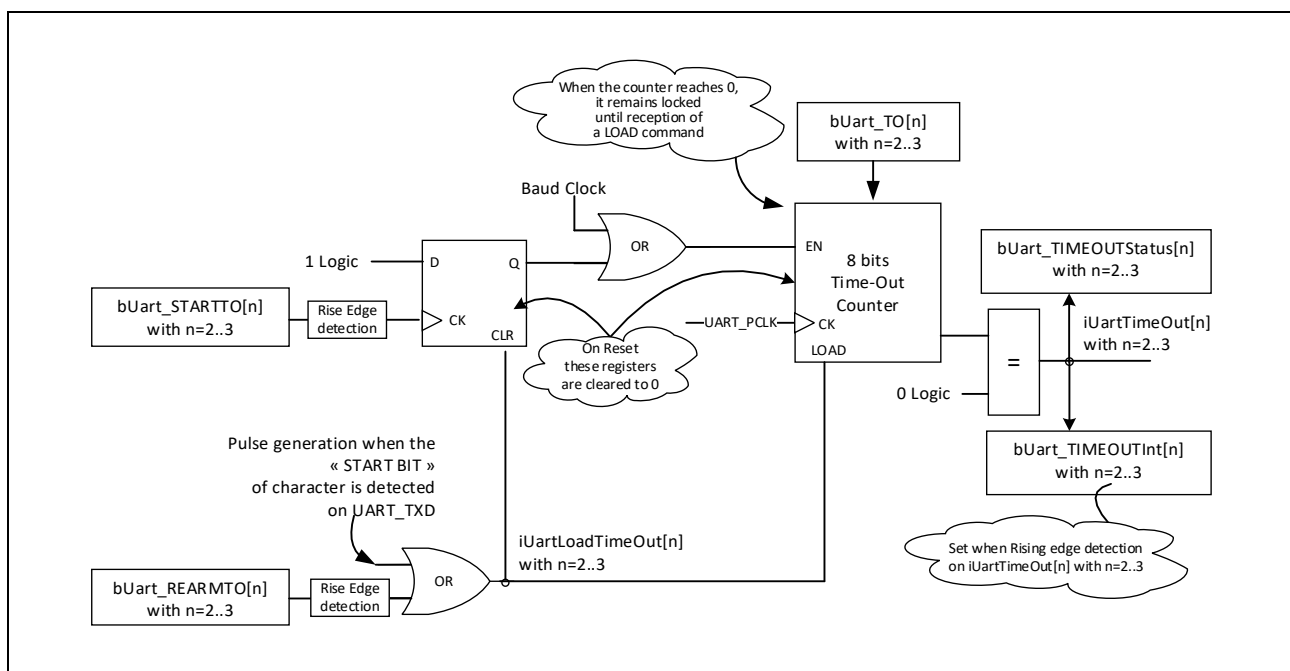 When the counter reaches 0,
it remains locked
until reception of
a LOAD command
bUart_TO[n]
with n=2..3
Baud Clock
OR
EN
8 bits
Time-Out
Counter
bUart_TIMEOUTStatus[n]
with n=2..3
1 Logic
D
Q
bUart_STARTTO[n]
with n=2..3
Rise Edge
detection
CK
CLR
UART_PCLK
CK
LOAD
iUartTimeOut[n]
with n=2..3
On Reset
these registers
are cleared to 0
=
0 Logic
Pulse generation when the
« START BIT »
of character is detected
on UART_TXD
bUart_TIMEOUTInt[n]
with n=2..3
iUartLoadTimeOut[n]
with n=2..3
Set when Rising edge detection
on iUartTimeOut[n] with n=2..3
OR
bUart_REARMTO[n]
with n=2..3
Rise Edge
detection